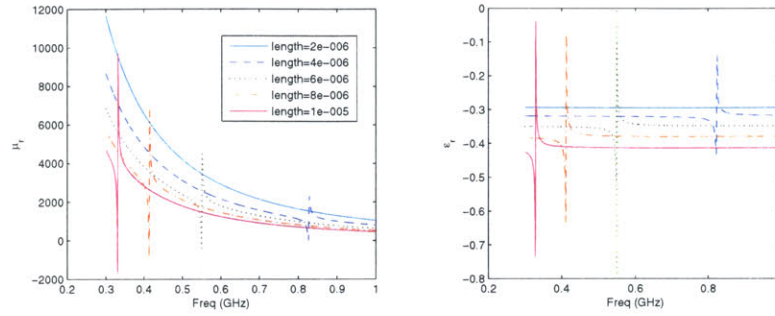 12000
10000
8000
6000
4000
2000
0
−2000
μr
0.2 0.3 0.4 0.5 0.6 0.7 0.8 0.9 1
Freq (GHz)
length=2e-006
length=4e-006
length=6e-006
length=8e-006
length=1e-005
0
−0.1
−0.2
−0.3
−0.4
−0.5
−0.6
−0.7
−0.8
εr
0.2 0.4 0.6 0.8
Freq (GHz)